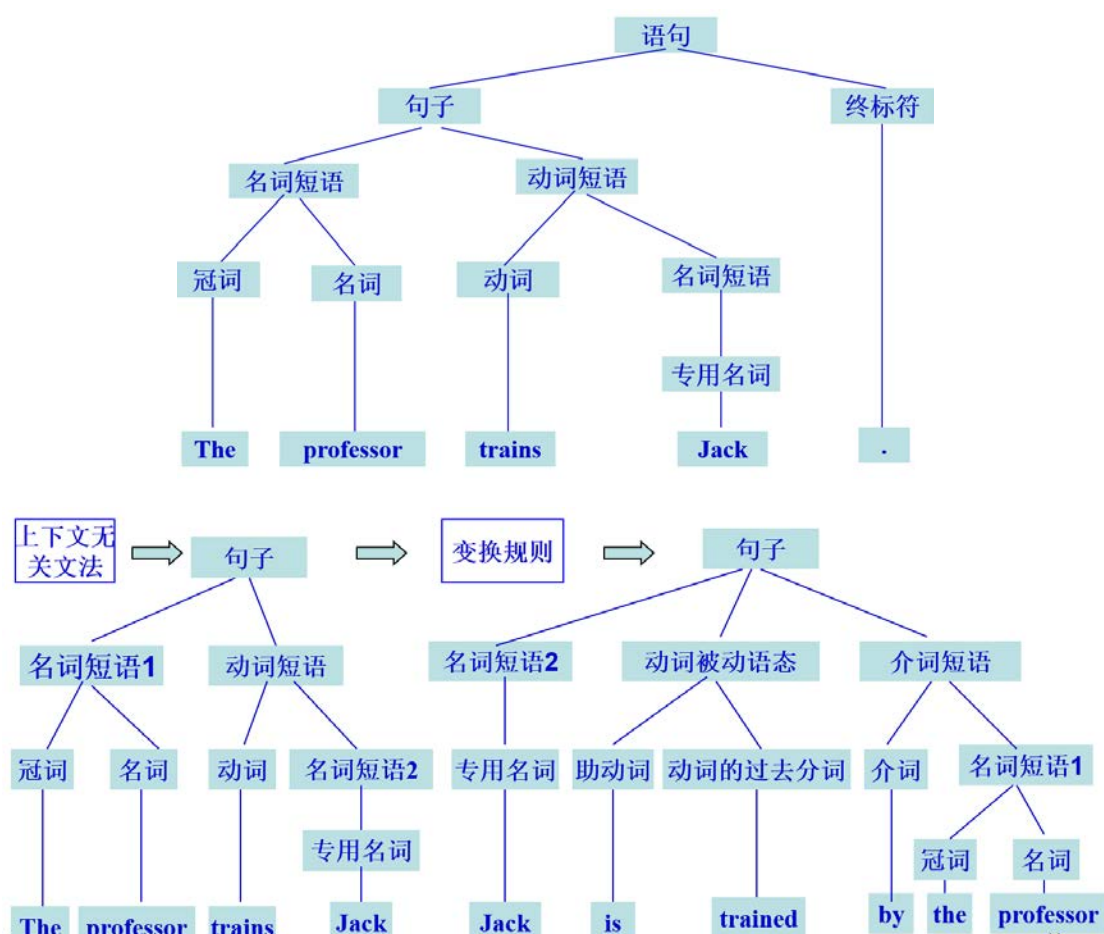 语句
句子 终标符
名词短语 动词短语
冠词 名词 动词 名词短语
专用名词
The professor trains Jack .
上下文无
关文法
句子
变换规则
句子
名词短语1 动词短语 名词短语2 动词被动语态 介词短语
冠词 名词 动词 名词短语2 专用名词 助动词 动词的过去分词 介词 名词短语1
专用名词 冠词 名词
The professor trains Jack Jack is trained by the professor